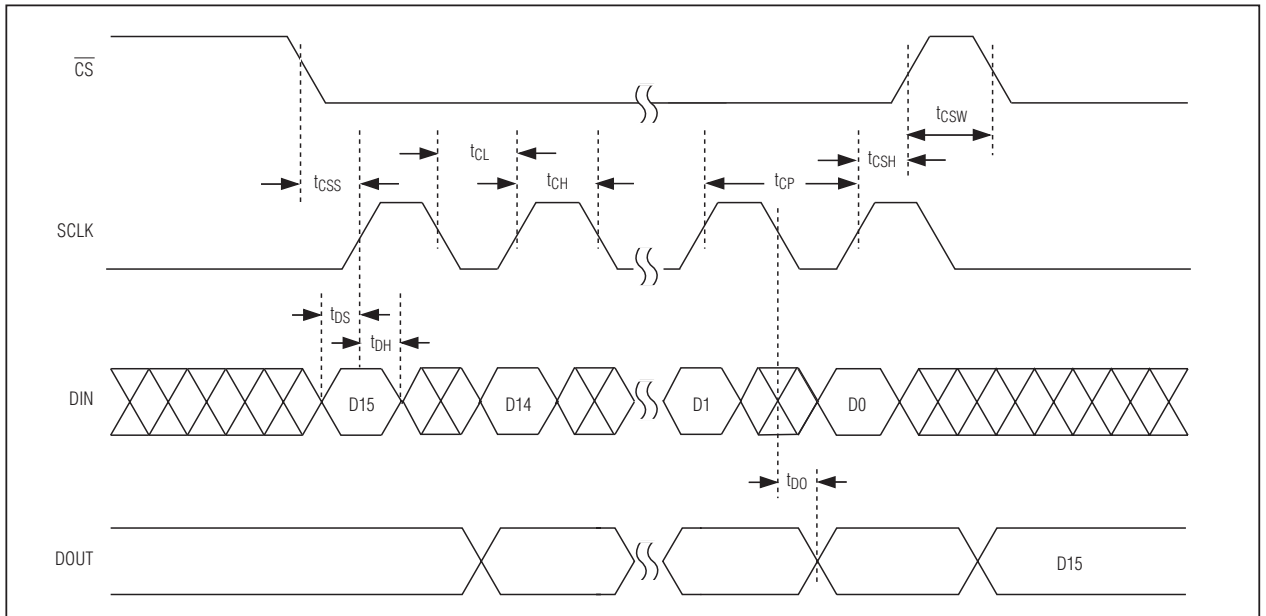 CS
tCSW
tCL
tCSH
tCSS
tCH
tCP
SCLK
tDS
tDH
DIN
D15
D14
D1
D0
tDO
DOUT
D15